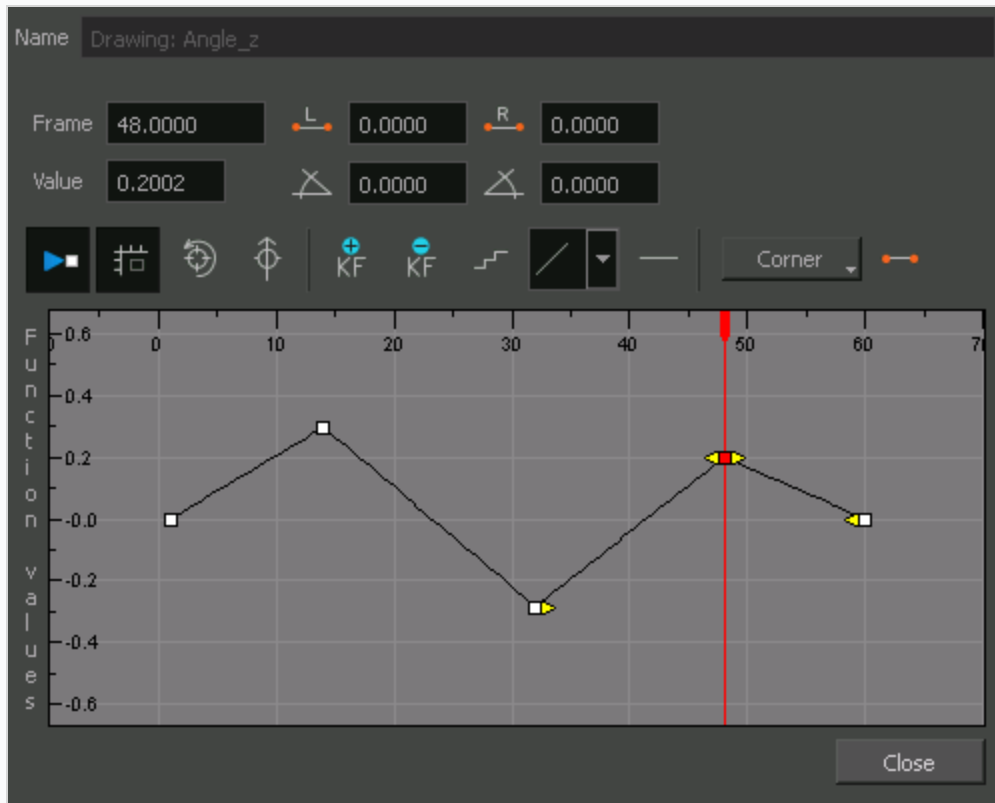 Name Drawing: Angle_z
Frame 48.0000 L 0.0000 R 0.0000
Value 0.2002 0.0000 0.0000
KF KF Corner
Function values
0.6
0 10 20 30 40 50 60
-0.4
-0.2
-0.0
-0.2
-0.4
-0.6
Close